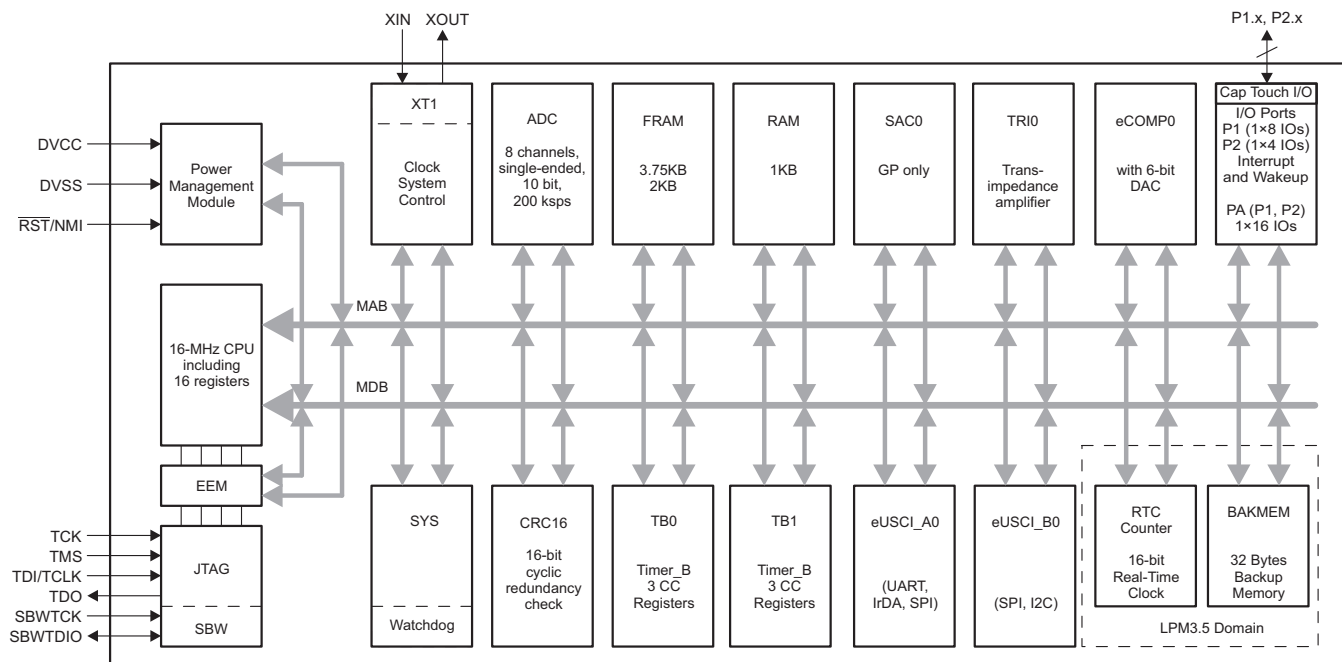 XIN
XOUT
P1.x, P2.x
DVCC
DVSS
RST/NMI
Power
Management
Module
XT1
Clock
System
Control
ADC
8 channels,
single-ended,
10 bit,
200 ksps
FRAM
3.75KB
2KB
RAM
1KB
SAC0
GP only
TRI0
Trans-
impedance
amplifier
eCOMP0
with 6-bit
DAC
Cap Touch I/O
I/O Ports
P1 (1×8 IOs)
P2 (1×4 IOs)
Interrupt
and Wakeup
PA (P1, P2)
1×16 IOs
MAB
16-MHz CPU
including
16 registers
MDB
EEM
TCK
TMS
TDI/TCLK
TDO
SBWTCK
SBWTDIO
JTAG
SBW
SYS
Watchdog
CRC16
16-bit
cyclic
redundancy
check
TB0
Timer_B
3 CC
Registers
TB1
Timer_B
3 CC
Registers
eUSCI_A0
(UART,
IrDA, SPI)
eUSCI_B0
(SPI, I2C)
RTC
Counter
16-bit
Real-Time
Clock
BAKMEM
32 Bytes
Backup
Memory
LPM3.5 Domain